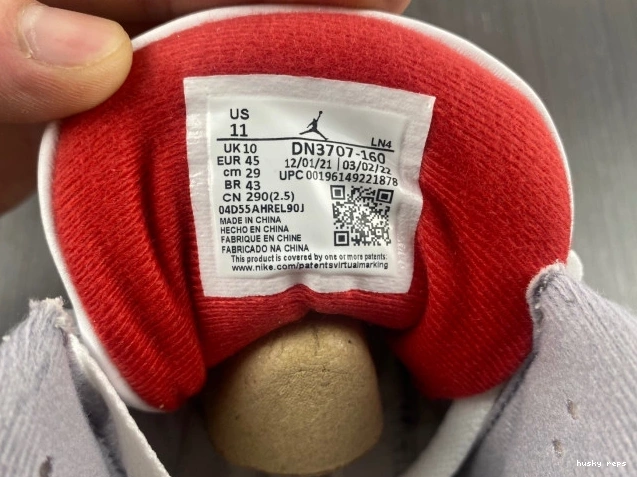 US
11
LN4
UK 10
DN3707-160
EUR 45
12/01/21 | 03/02/22
cm 29
UPC 00196149221878
BR 43
CN 290(2.5)
04D55AHREL90J
MADE IN CHINA
HECHO EN CHINA
FABRIQUE EN CHINE
FABRICADO NA CHINA
This product is covered by one or more patents:
www.nike.com/patentsvirtualmarking
husky reps